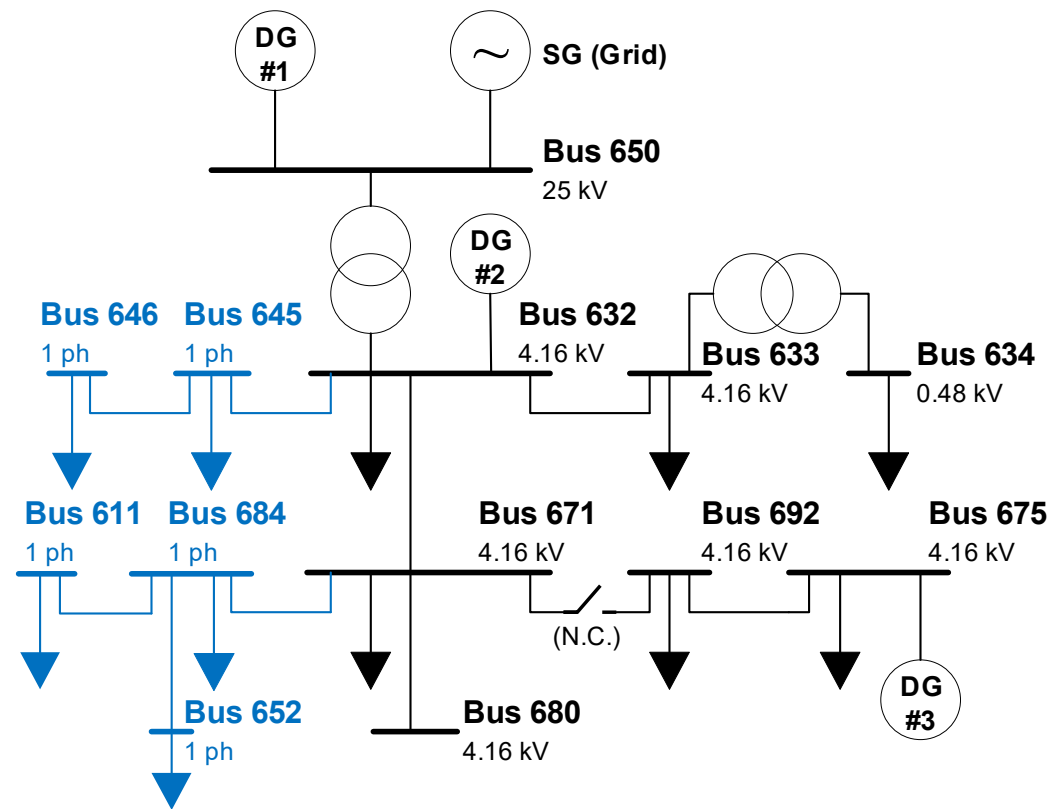 DG
#1
~
SG (Grid)
Bus 650
25 kV
DG
#2
Bus 646
1 ph
Bus 645
1 ph
Bus 632
4.16 kV
Bus 633
4.16 kV
Bus 634
0.48 kV
Bus 611
1 ph
Bus 684
1 ph
Bus 671
4.16 kV
Bus 692
4.16 kV
Bus 675
4.16 kV
(N.C.)
Bus 652
1 ph
Bus 680
4.16 kV
DG
#3